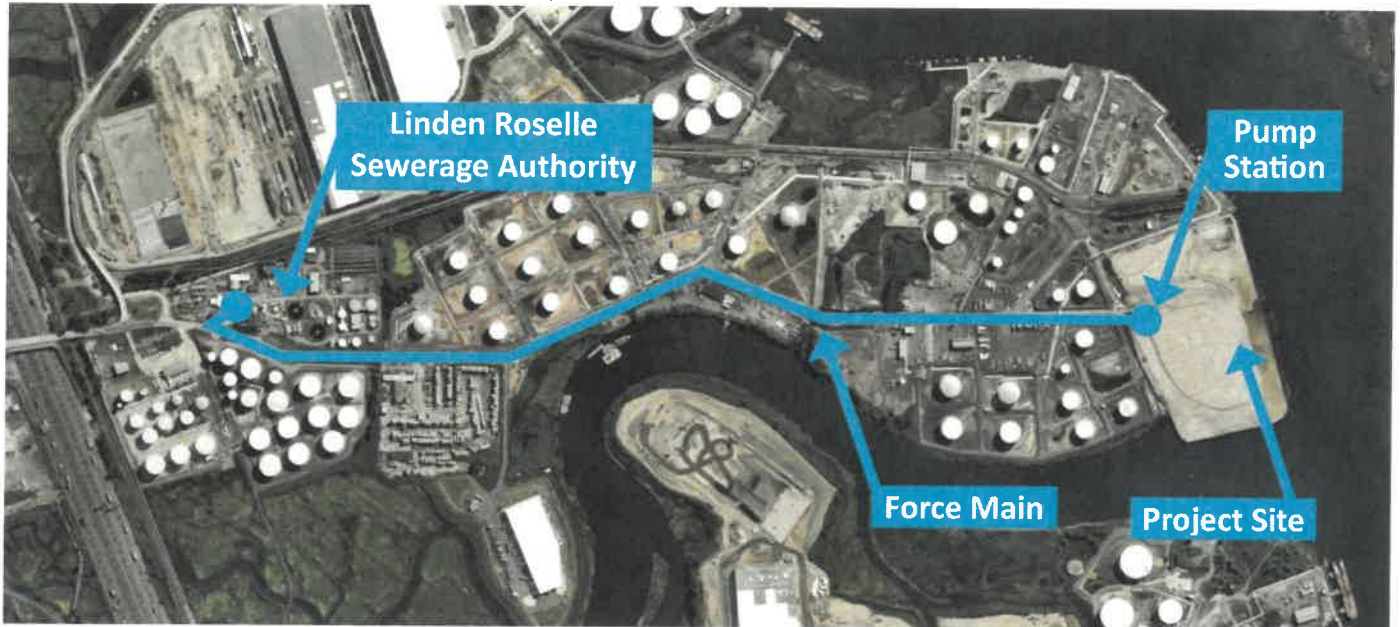 Linden Roselle
Sewerage Authority
Pump
Station
Force Main
Project Site